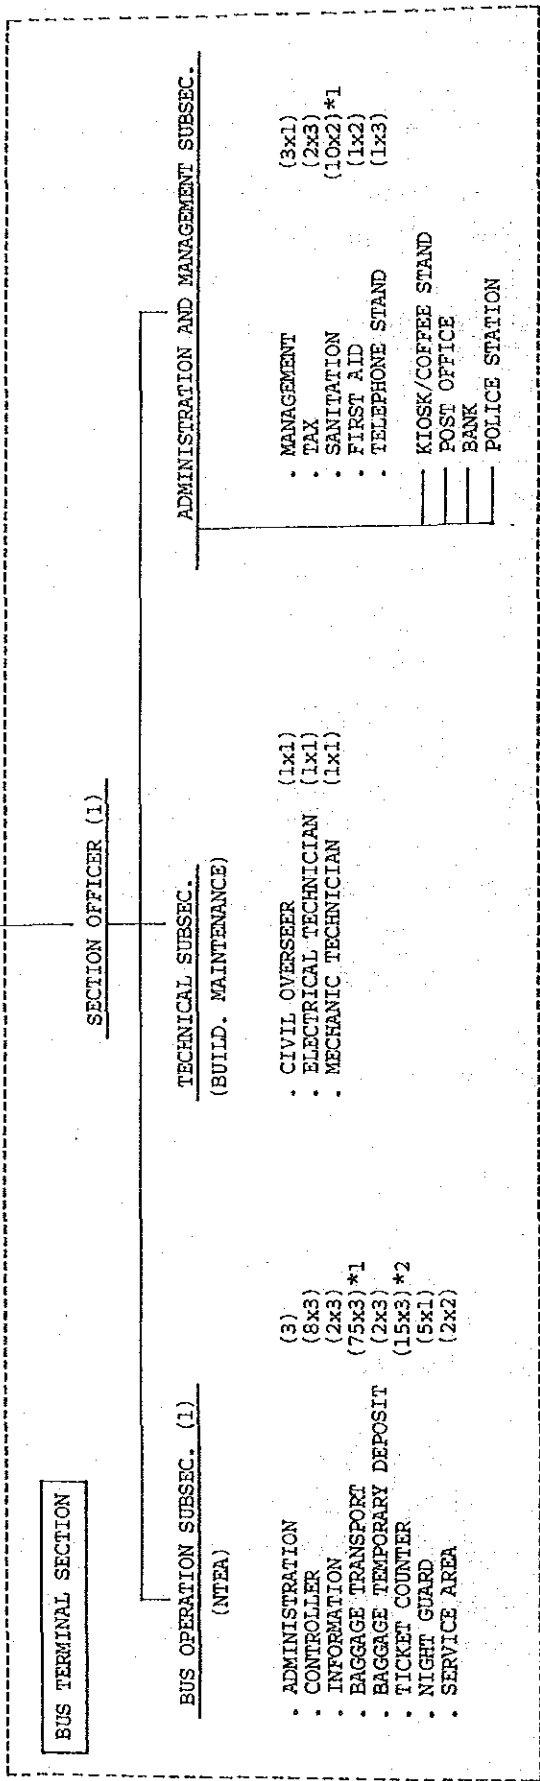 BUS TERMINAL SECTION
SECTION OFFICER (1)
BUS OPERATION SUBSEC. (1)
(NTEA)
. ADMINISTRATION (3)
. CONTROLLER (8x3)
. INFORMATION (2x3)
. BAGGAGE TRANSPORT (75x3)*1
. BAGGAGE TEMPORARY DEPOSIT (2x3)
. TICKET COUNTER (15x3)*2
. NIGHT GUARD (5x1)
. SERVICE AREA (2x2)
TECHNICAL SUBSEC.
(BUILD. MAINTENANCE)
. CIVIL OVERSEER (1x1)
. ELECTRICAL TECHNICIAN (1x1)
. MECHANIC TECHNICIAN (1x1)
ADMINISTRATION AND MANAGEMENT SUBSEC.
. MANAGEMENT (3x1)
. TAX (2x3)
. SANITATION (10x2)*1
. FIRST AID (1x2)
. TELEPHONE STAND (1x3)
KIOSK/COFFEE STAND
POST OFFICE
BANK
POLICE STATION